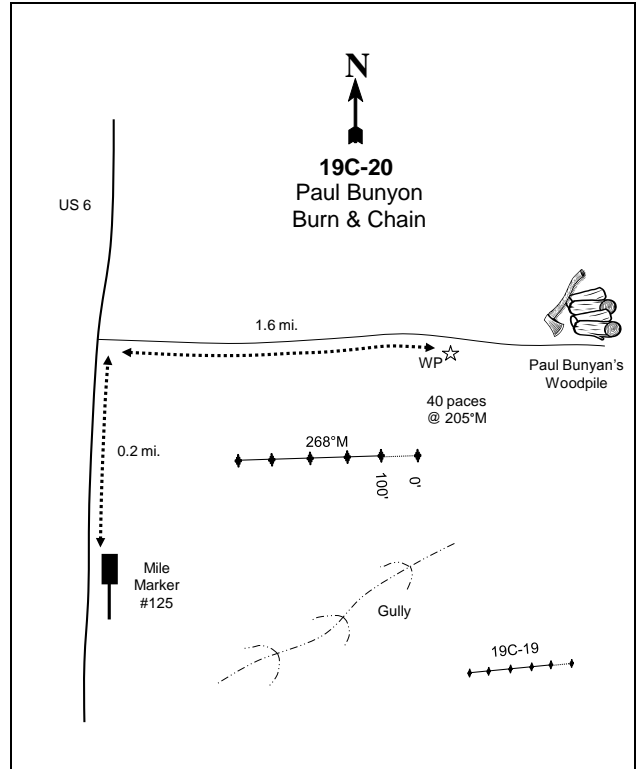 N
19C-20
Paul Bunyon
Burn & Chain
US 6
1.6 mi.
WP
Paul Bunyan's
Woodpile
40 paces
@ 205°M
0.2 mi.
268°M
100'
0'
Mile
Marker
#125
Gully
19C-19